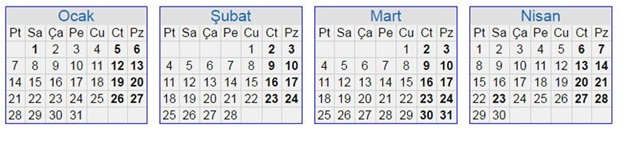 Ocak
Pt Sa Ça Pe Cu Ct Pz
1 2 3 4 5 6
7 8 9 10 11 12 13
14 15 16 17 18 19 20
21 22 23 24 25 26 27
28 29 30 31
Şubat
Pt Sa Ça Pe Cu Ct Pz
1 2 3
4 5 6 7 8 9 10
11 12 13 14 15 16 17
18 19 20 21 22 23 24
25 26 27 28
Mart
Pt Sa Ça Pe Cu Ct Pz
1 2 3
4 5 6 7 8 9 10
11 12 13 14 15 16 17
18 19 20 21 22 23 24
25 26 27 28 29 30 31
Nisan
Pt Sa Ça Pe Cu Ct Pz
1 2 3 4 5 6 7
8 9 10 11 12 13 14
15 16 17 18 19 20 21
22 23 24 25 26 27 28
29 30